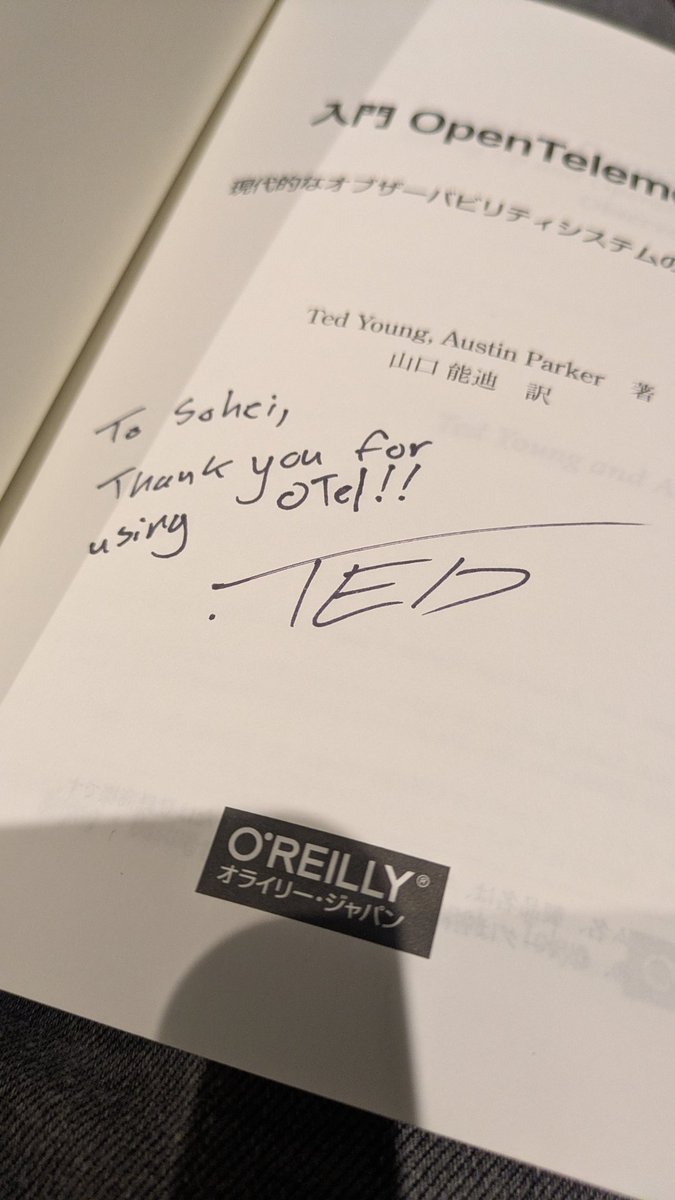 入門 OpenTeleme
現代的なオブザーバビリティシステムの
Ted Young, Austin Parker 著
山口 能迪 訳
To Sohei,
Thank you for
using OTel!!
TED
O'REILLY®
オライリー・ジャパン